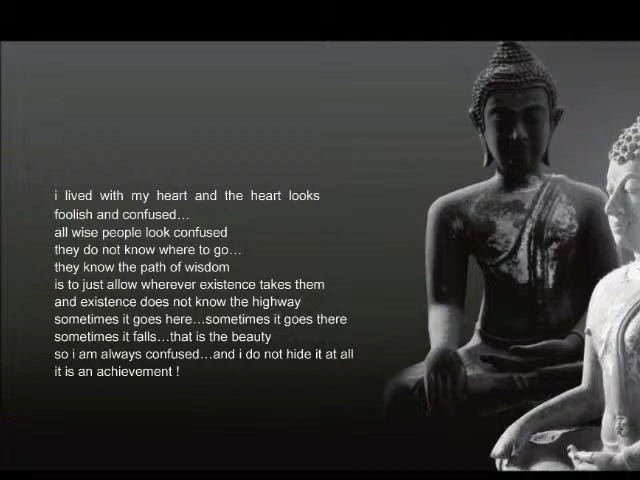 i lived with my heart and the heart looks
foolish and confused…
all wise people look confused
they do not know where to go…
they know the path of wisdom
is to just allow wherever existence takes them
and existence does not know the highway
sometimes it goes here…sometimes it goes there
sometimes it falls…that is the beauty
so i am always confused…and i do not hide it at all
it is an achievement !